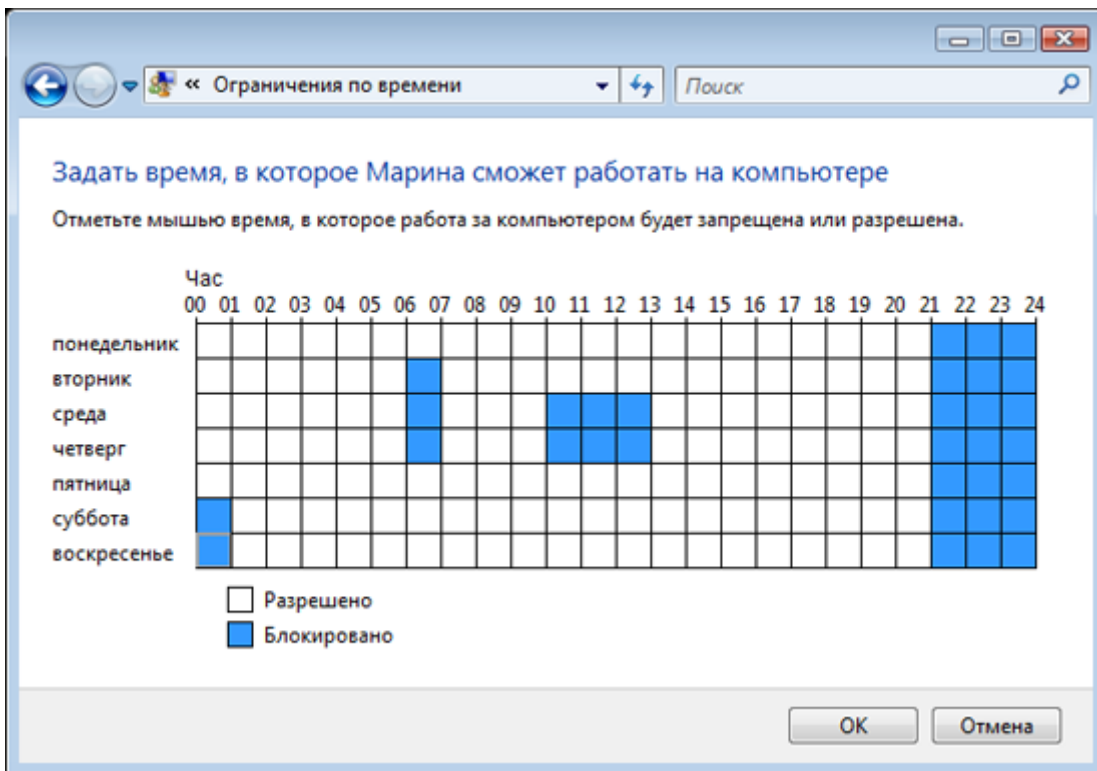 « Ограничения по времени
Поиск
Задать время, в которое Марина сможет работать на компьютере
Отметьте мышью время, в которое работа за компьютером будет запрещена или разрешена.
Час
00 01 02 03 04 05 06 07 08 09 10 11 12 13 14 15 16 17 18 19 20 21 22 23 24
понедельник
вторник
среда
четверг
пятница
суббота
воскресенье
Разрешено
Блокировано
ОК Отмена